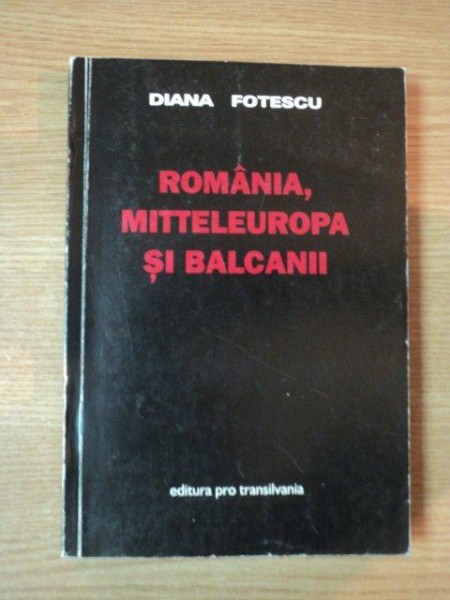 DIANA FOTESCU
ROMÂNIA,
MITTELEUROPA
ȘI BALCANII
editura pro transilvania